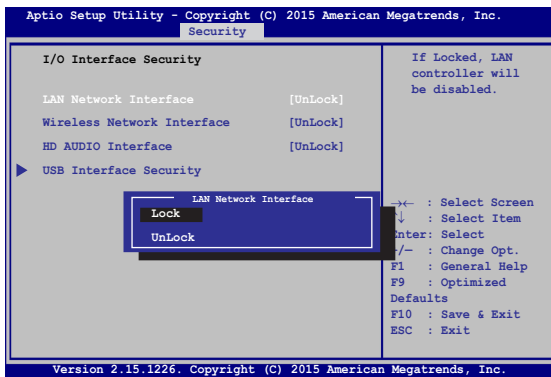 Aptio Setup Utility - Copyright (C) 2015 American Megatrends, Inc.
Security
I/O Interface Security
LAN Network Interface [UnLock]
Wireless Network Interface [UnLock]
HD AUDIO Interface [UnLock]
USB Interface Security
LAN Network Interface
Lock
UnLock
If Locked, LAN
controller will
be disabled.
→← : Select Screen
↓ : Select Item
Enter: Select
/— : Change Opt.
F1 : General Help
F9 : Optimized
Defaults
F10 : Save & Exit
ESC : Exit
Version 2.15.1226. Copyright (C) 2015 American Megatrends, Inc.